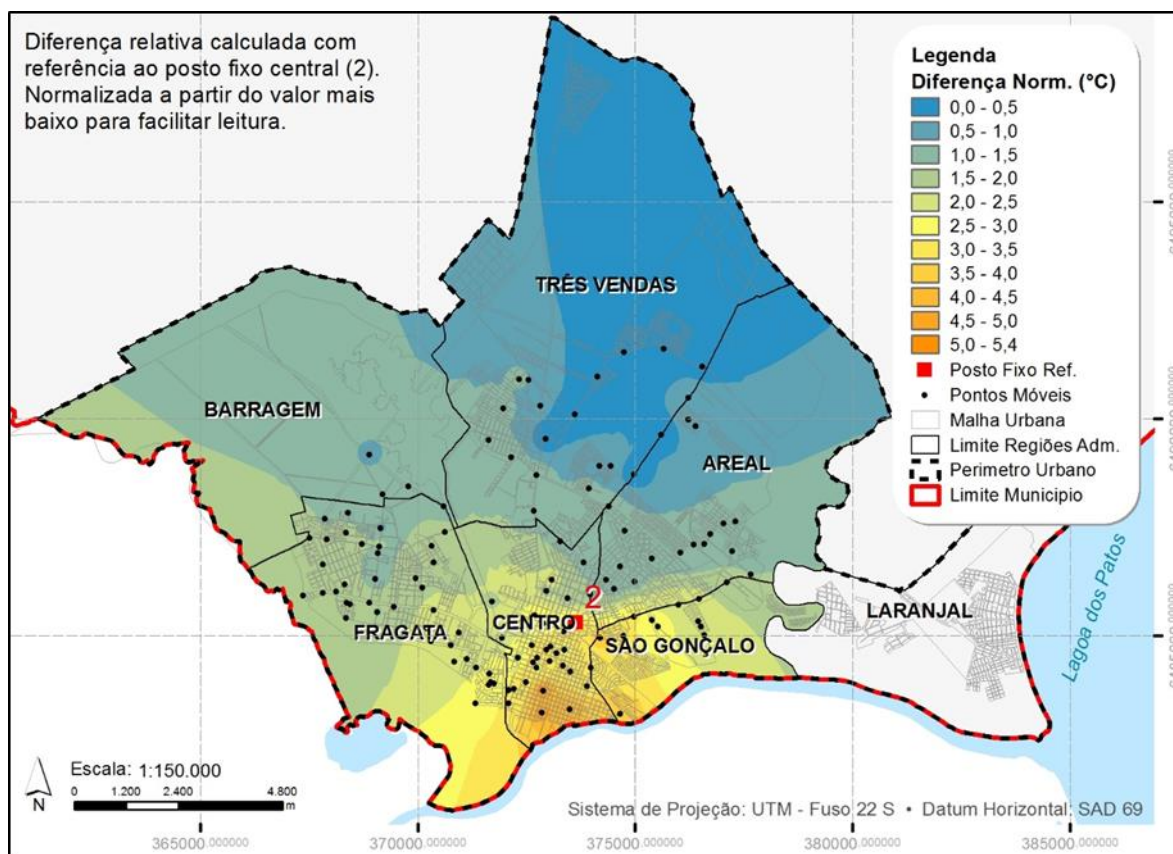 Diferença relativa calculada com
referência ao posto fixo central (2).
Normalizada a partir do valor mais
baixo para facilitar leitura.
Legenda
Diferença Norm. (°C)
0,0 - 0,5
0,5 - 1,0
1,0 - 1,5
1,5 - 2,0
2,0 - 2,5
2,5 - 3,0
3,0 - 3,5
3,5 - 4,0
4,0 - 4,5
4,5 - 5,0
5,0 - 5,4
Posto Fixo Ref.
Pontos Móveis
Malha Urbana
Limite Regiões Adm.
Perimetro Urbano
Limite Municipio
TRÊS VENDAS
BARRAGEM
AREAL
2
LARANJAL
FRAGATA
CENTRO
SÃO GONÇALO
Lagoa dos Patos
N
Escala: 1:150.000
0 1.200 2.400 4.800
m
Sistema de Projeção: UTM - Fuso 22 S • Datum Horizontal: SAD 69
365000,000000 370000,000000 375000,000000 380000,000000 385000,000000